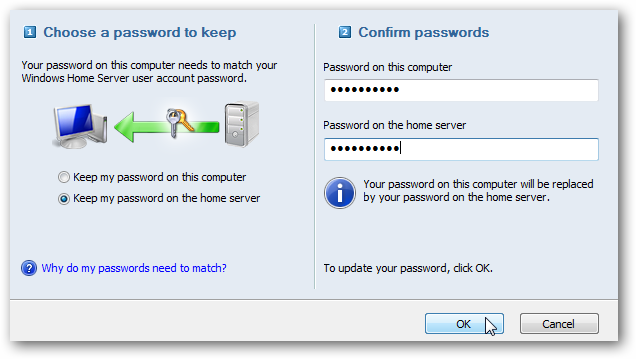 1 Choose a password to keep
Your password on this computer needs to match your
Windows Home Server user account password.
Keep my password on this computer
Keep my password on the home server
? Why do my passwords need to match?
2 Confirm passwords
Password on this computer
••••••••••
Password on the home server
••••••••••
i Your password on this computer will be replaced
by your password on the home server.
To update your password, click OK.
OK
Cancel